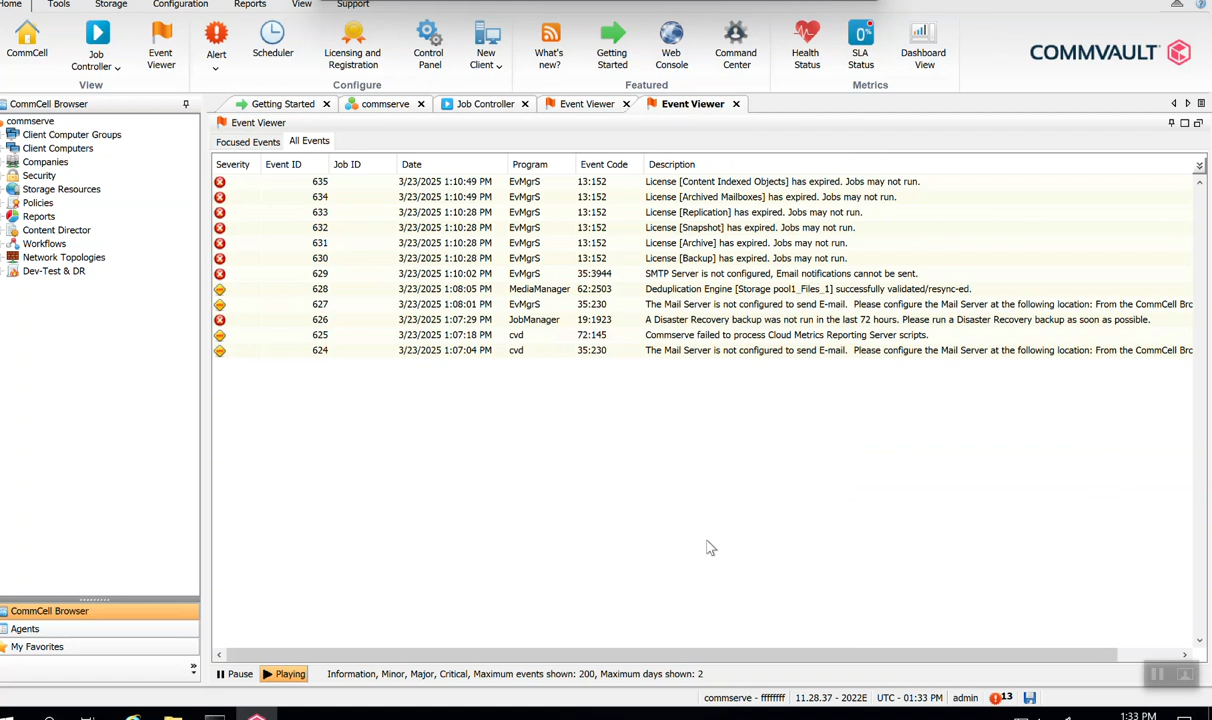 Home Tools Storage Configuration Reports View Support
CommCell Job Controller Event Viewer Alert Scheduler Licensing and Registration Control Panel New Client What's new? Getting Started Web Console Command Center Health Status SLA Status Dashboard View
0%
View Configure Featured Metrics
COMMVAULT
CommCell Browser
Getting Started commserve Job Controller Event Viewer Event Viewer
commserve
Client Computer Groups
Client Computers
Companies
Security
Storage Resources
Policies
Reports
Content Director
Workflows
Network Topologies
Dev-Test & DR
CommCell Browser
Agents
My Favorites
Event Viewer
Focused Events All Events
Severity Event ID Job ID Date Program Event Code Description
635 3/23/2025 1:10:49 PM EvMgrS 13:152 License [Content Indexed Objects] has expired. Jobs may not run.
634 3/23/2025 1:10:49 PM EvMgrS 13:152 License [Archived Mailboxes] has expired. Jobs may not run.
633 3/23/2025 1:10:28 PM EvMgrS 13:152 License [Replication] has expired. Jobs may not run.
632 3/23/2025 1:10:28 PM EvMgrS 13:152 License [Snapshot] has expired. Jobs may not run.
631 3/23/2025 1:10:28 PM EvMgrS 13:152 License [Archive] has expired. Jobs may not run.
630 3/23/2025 1:10:28 PM EvMgrS 13:152 License [Backup] has expired. Jobs may not run.
629 3/23/2025 1:10:02 PM EvMgrS 35:3944 SMTP Server is not configured, Email notifications cannot be sent.
628 3/23/2025 1:08:05 PM MediaManager 62:2503 Deduplication Engine [Storage pool1_Files_1] successfully validated/resync-ed.
627 3/23/2025 1:08:01 PM EvMgrS 35:230 The Mail Server is not configured to send E-mail. Please configure the Mail Server at the following location: From the CommCell Brc
626 3/23/2025 1:07:29 PM JobManager 19:1923 A Disaster Recovery backup was not run in the last 72 hours. Please run a Disaster Recovery backup as soon as possible.
625 3/23/2025 1:07:18 PM cvd 72:145 Commserve failed to process Cloud Metrics Reporting Server scripts.
624 3/23/2025 1:07:04 PM cvd 35:230 The Mail Server is not configured to send E-mail. Please configure the Mail Server at the following location: From the CommCell Brc
Pause Playing Information, Minor, Major, Critical, Maximum events shown: 200, Maximum days shown: 2
commserve - ffffffff 11.28.37 - 2022E UTC - 01:33 PM admin 13
1:33 PM